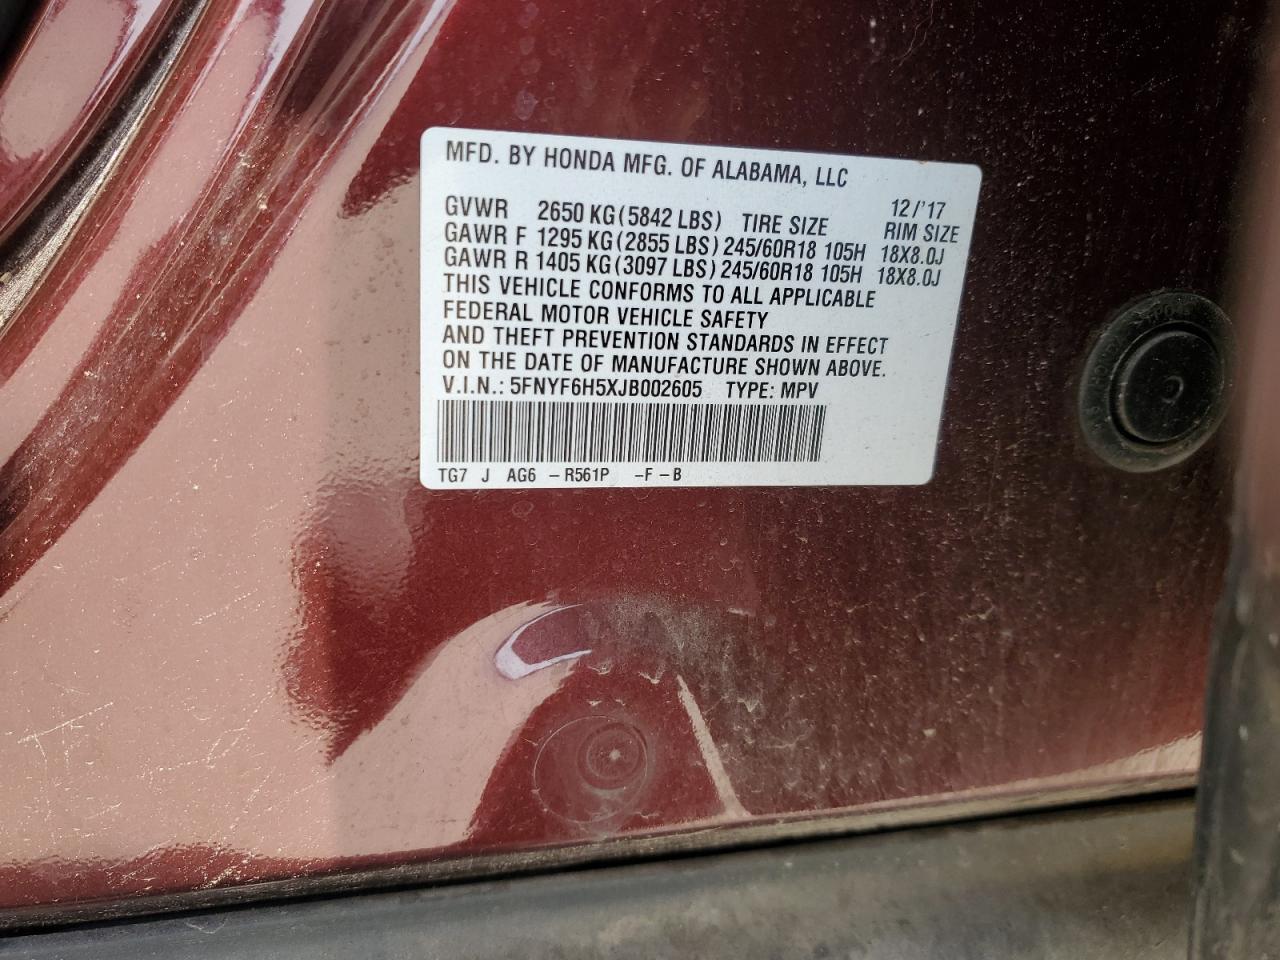 MFD. BY HONDA MFG. OF ALABAMA, LLC
12/'17
GVWR 2650 KG(5842 LBS) TIRE SIZE RIM SIZE
GAWR F 1295 KG(2855 LBS) 245/60R18 105H 18X8.0J
GAWR R 1405 KG(3097 LBS) 245/60R18 105H 18X8.0J
THIS VEHICLE CONFORMS TO ALL APPLICABLE
FEDERAL MOTOR VEHICLE SAFETY
AND THEFT PREVENTION STANDARDS IN EFFECT
ON THE DATE OF MANUFACTURE SHOWN ABOVE.
V.I.N.: 5FNYF6H5XJB002605 TYPE: MPV
TG7 J AG6 -R561P -F-B